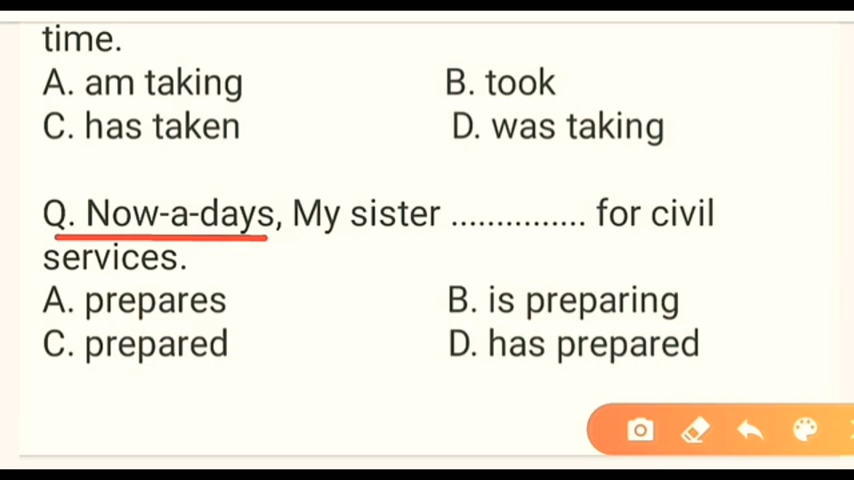 time.
A. am taking B. took
C. has taken D. was taking
Q. Now-a-days, My sister ............... for civil
services.
A. prepares B. is preparing
C. prepared D. has prepared